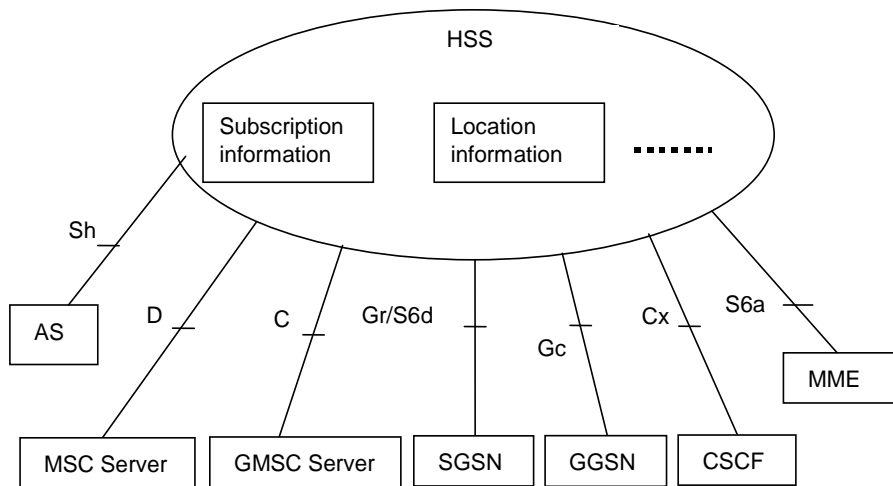 HSS
Subscription
information
Location
information
Sh
D
C
Gr/S6d
Gc
Cx
S6a
AS
MME
MSC Server
GMSC Server
SGSN
GGSN
CSCF